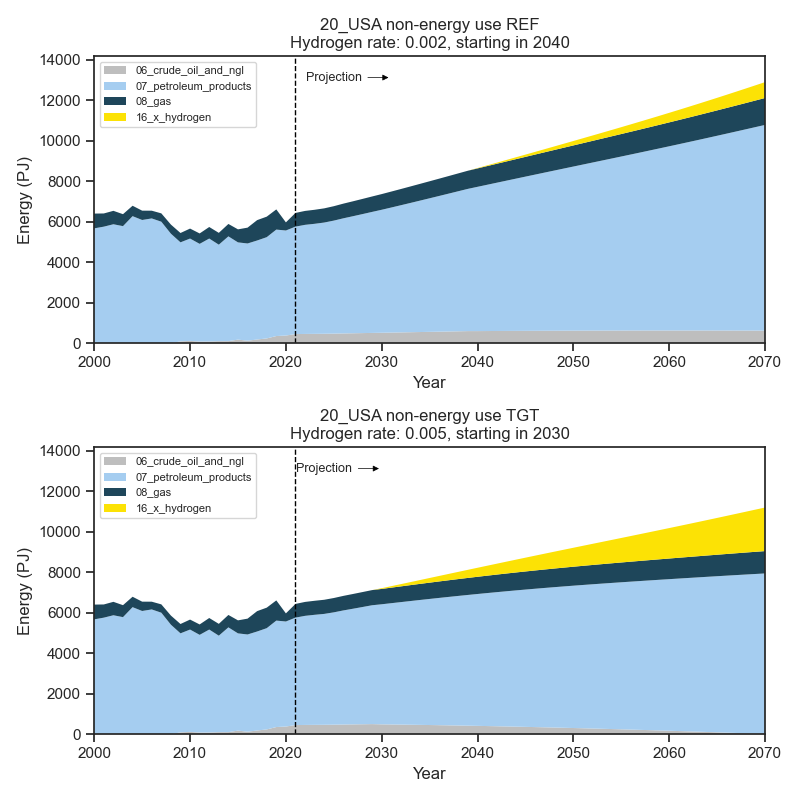 20_USA non-energy use REF
Hydrogen rate: 0.002, starting in 2040
14000
12000
10000
8000
6000
4000
2000
0
Energy (PJ)
06_crude_oil_and_ngl
07_petroleum_products
08_gas
16_x_hydrogen
Projection
2000 2010 2020 2030 2040 2050 2060 2070
Year
20_USA non-energy use TGT
Hydrogen rate: 0.005, starting in 2030
14000
12000
10000
8000
6000
4000
2000
0
Energy (PJ)
06_crude_oil_and_ngl
07_petroleum_products
08_gas
16_x_hydrogen
Projection
2000 2010 2020 2030 2040 2050 2060 2070
Year